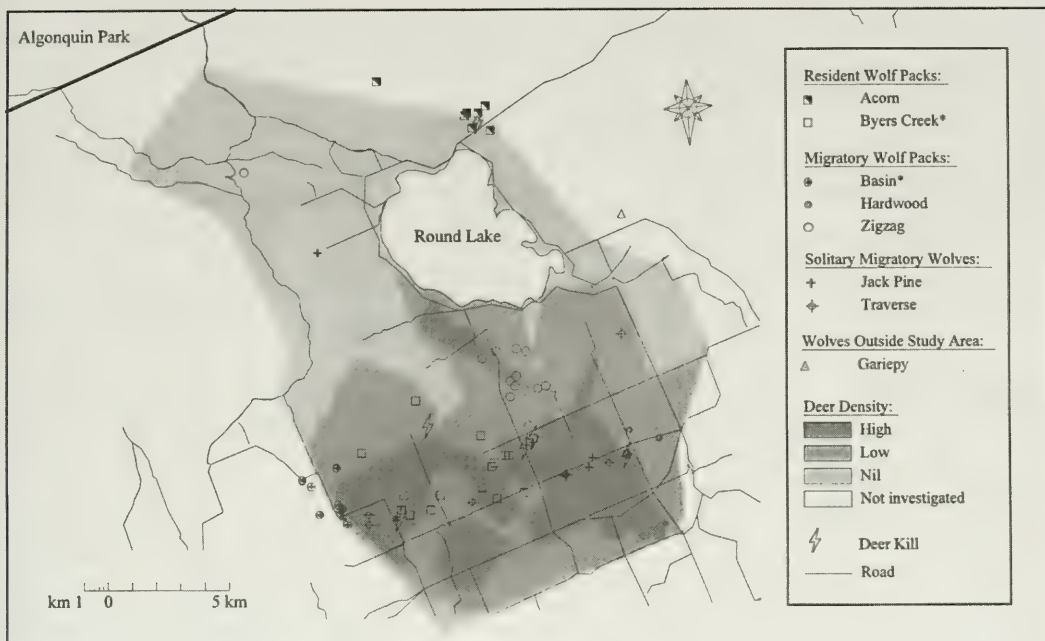 Algonquin Park
Round Lake
km 1 0 5 km
Resident Wolf Packs:
Acorn
Byers Creek*
Migratory Wolf Packs:
Basin*
Hardwood
Zigzag
Solitary Migratory Wolves:
Jack Pine
Traverse
Wolves Outside Study Area:
Gariepy
Deer Density:
High
Low
Nil
Not investigated
Deer Kill
Road